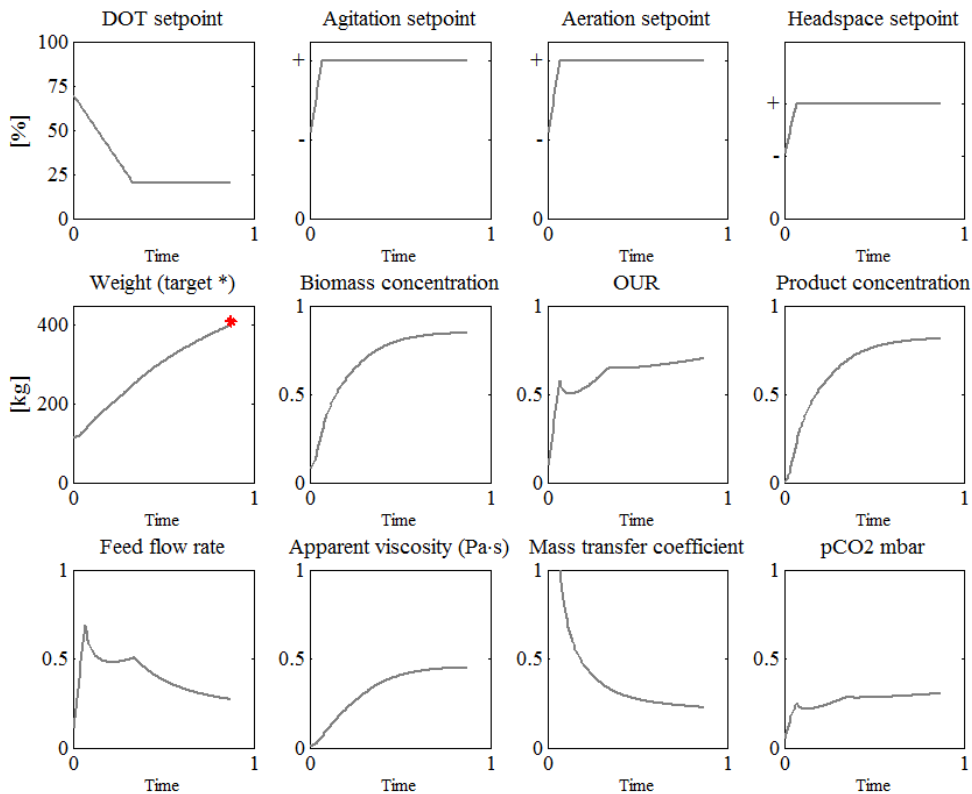 DOT setpoint
Agitation setpoint
Aeration setpoint
Headspace setpoint
100
75
50
25
0
[%]
0
1
Time
+
-
0
0
1
Time
+
-
0
0
1
Time
+
-
0
0
1
Time
Weight (target *)
Biomass concentration
OUR
Product concentration
400
200
0
[kg]
0
1
Time
1
0.5
0
0
1
Time
1
0.5
0
0
1
Time
1
0.5
0
0
1
Time
Feed flow rate
Apparent viscosity (Pa·s)
Mass transfer coefficient
pCO2 mbar
1
0.5
0
0
1
Time
1
0.5
0
0
1
Time
1
0.5
0
0
1
Time
1
0.5
0
0
1
Time